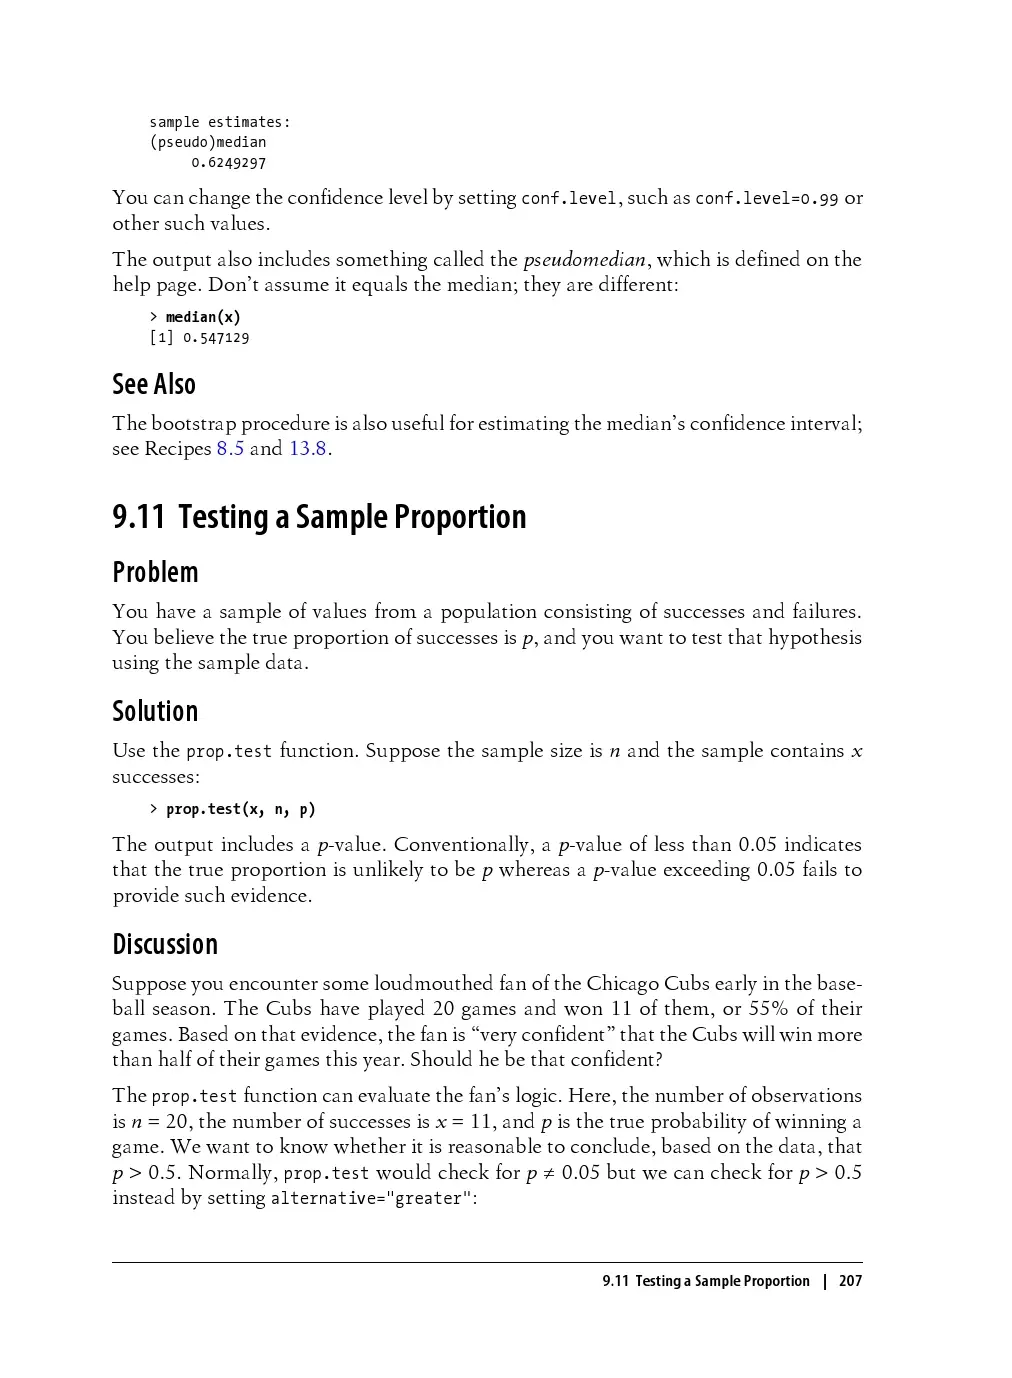 sample estimates:
(pseudo)median
0.6249297
You can change the confidence level by setting conf.level, such as conf.level=0.99 or
other such values.
The output also includes something called the pseudomedian, which is defined on the
help page. Don’t assume it equals the median; they are different:
> median(x)
[1] 0.547129
See Also
The bootstrap procedure is also useful for estimating the median’s confidence interval;
see Recipes 8.5 and 13.8.
9.11 Testing a Sample Proportion
Problem
You have a sample of values from a population consisting of successes and failures.
You believe the true proportion of successes is p, and you want to test that hypothesis
using the sample data.
Solution
Use the prop.test function. Suppose the sample size is n and the sample contains x
successes:
> prop.test(x, n, p)
The output includes a p-value. Conventionally, a p-value of less than 0.05 indicates
that the true proportion is unlikely to be p whereas a p-value exceeding 0.05 fails to
provide such evidence.
Discussion
Suppose you encounter some loudmouthed fan of the Chicago Cubs early in the base-
ball season. The Cubs have played 20 games and won 11 of them, or 55% of their
games. Based on that evidence, the fan is “very confident” that the Cubs will win more
than half of their games this year. Should he be that confident?
The prop.test function can evaluate the fan’s logic. Here, the number of observations
is n = 20, the number of successes is x = 11, and p is the true probability of winning a
game. We want to know whether it is reasonable to conclude, based on the data, that
p > 0.5. Normally, prop.test would check for p ≠ 0.05 but we can check for p > 0.5
instead by setting alternative="greater":
9.11 Testing a Sample Proportion | 207